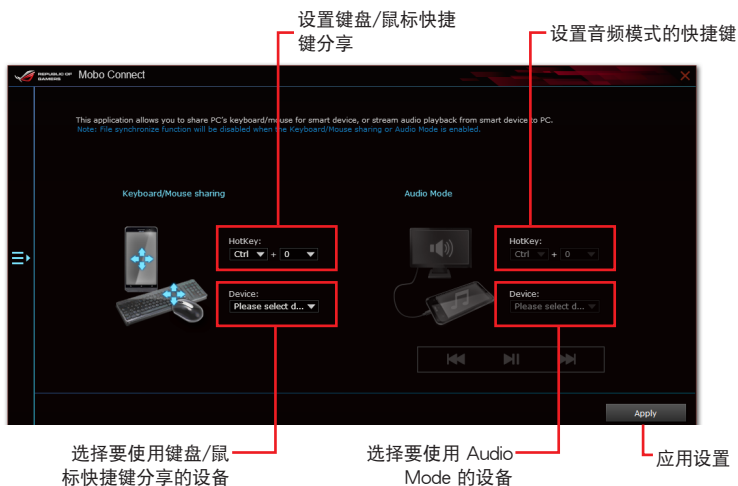 设置键盘/鼠标快捷
键分享
设置音频模式的快捷键
REPUBLIC OF
GAMERS
Mobo Connect
This application allows you to share PC's keyboard/mouse for smart device, or stream audio playback from smart device to PC.
Note: File synchronize function will be disabled when the Keyboard/Mouse sharing or Audio Mode is enabled.
Keyboard/Mouse sharing
Audio Mode
HotKey:
Ctrl + 0
HotKey:
Ctrl + 0
Device:
Please select d...
Device:
Please select d...
Apply
选择要使用键盘/鼠
标快捷键分享的设备
选择要使用 Audio
Mode 的设备
应用设置